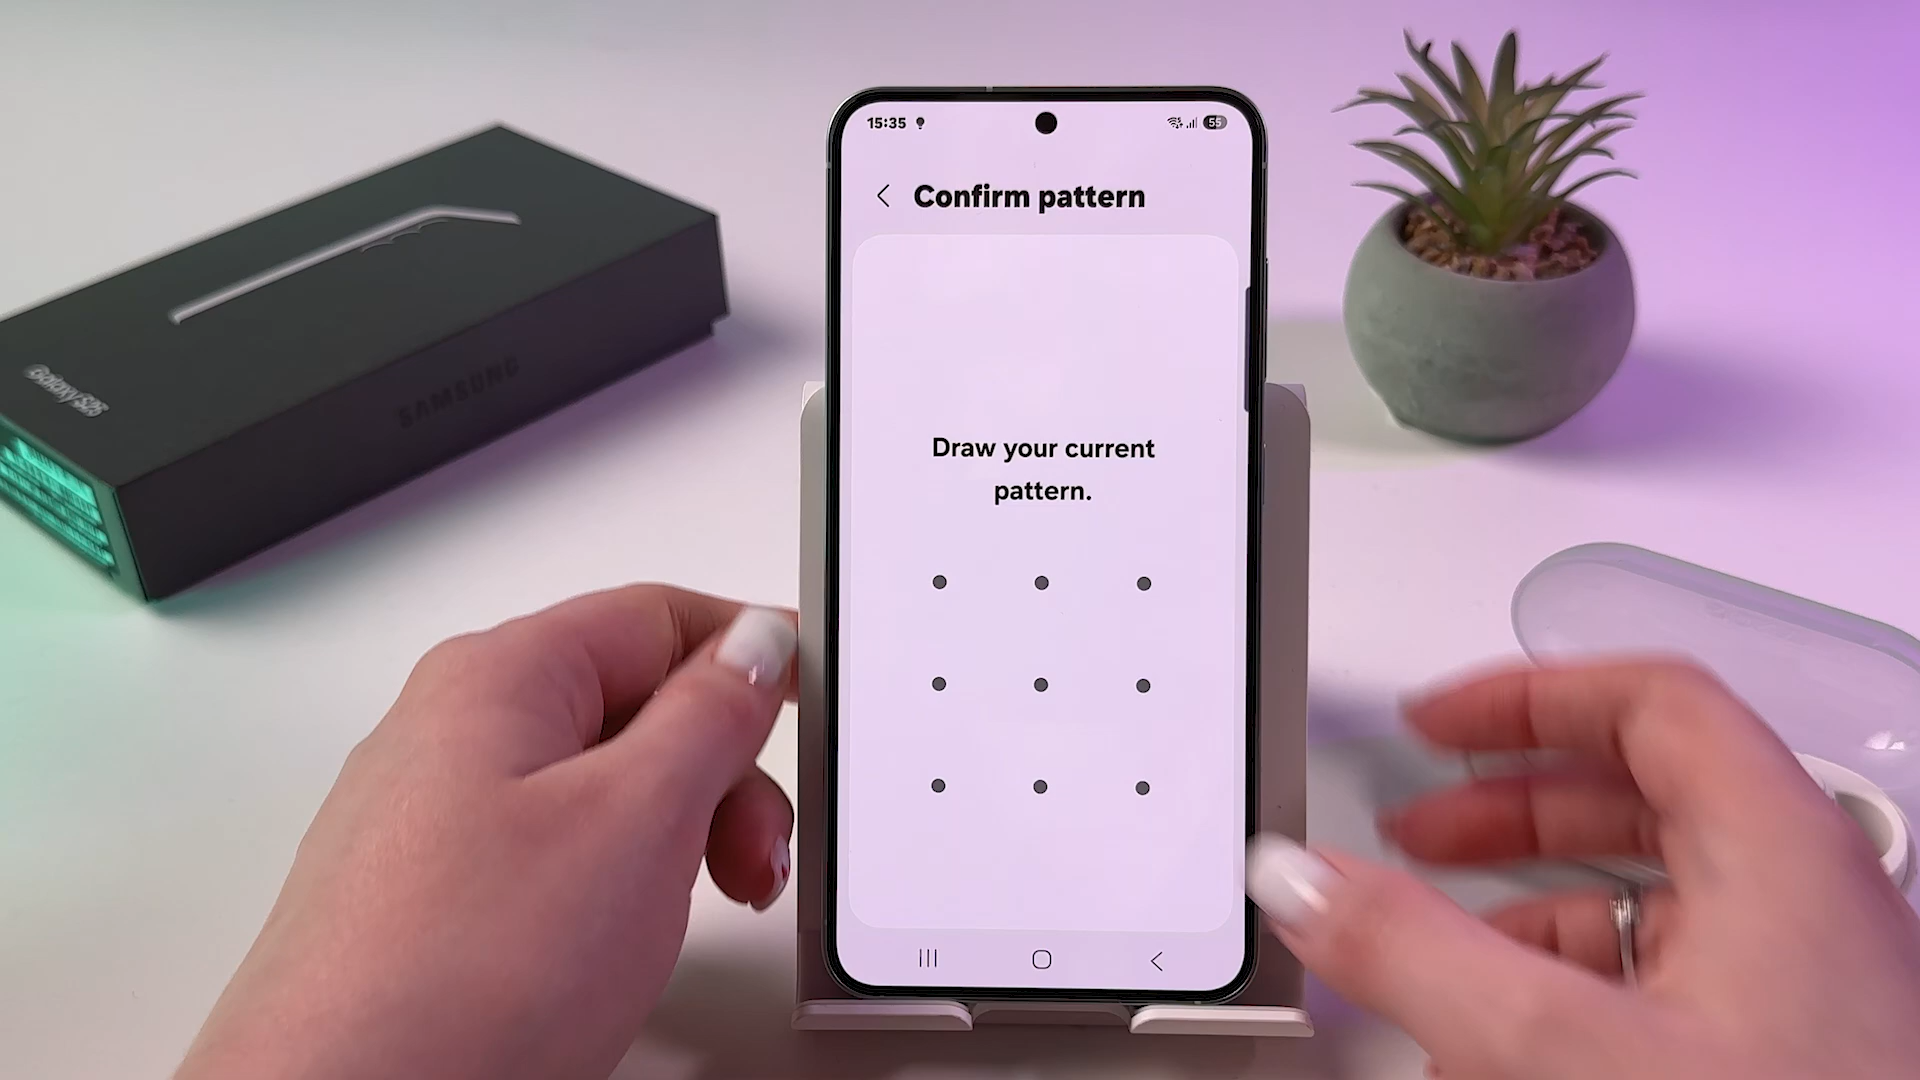 15:35
55
Confirm pattern
Draw your current
pattern.
Galaxy S25
SAMSUNG